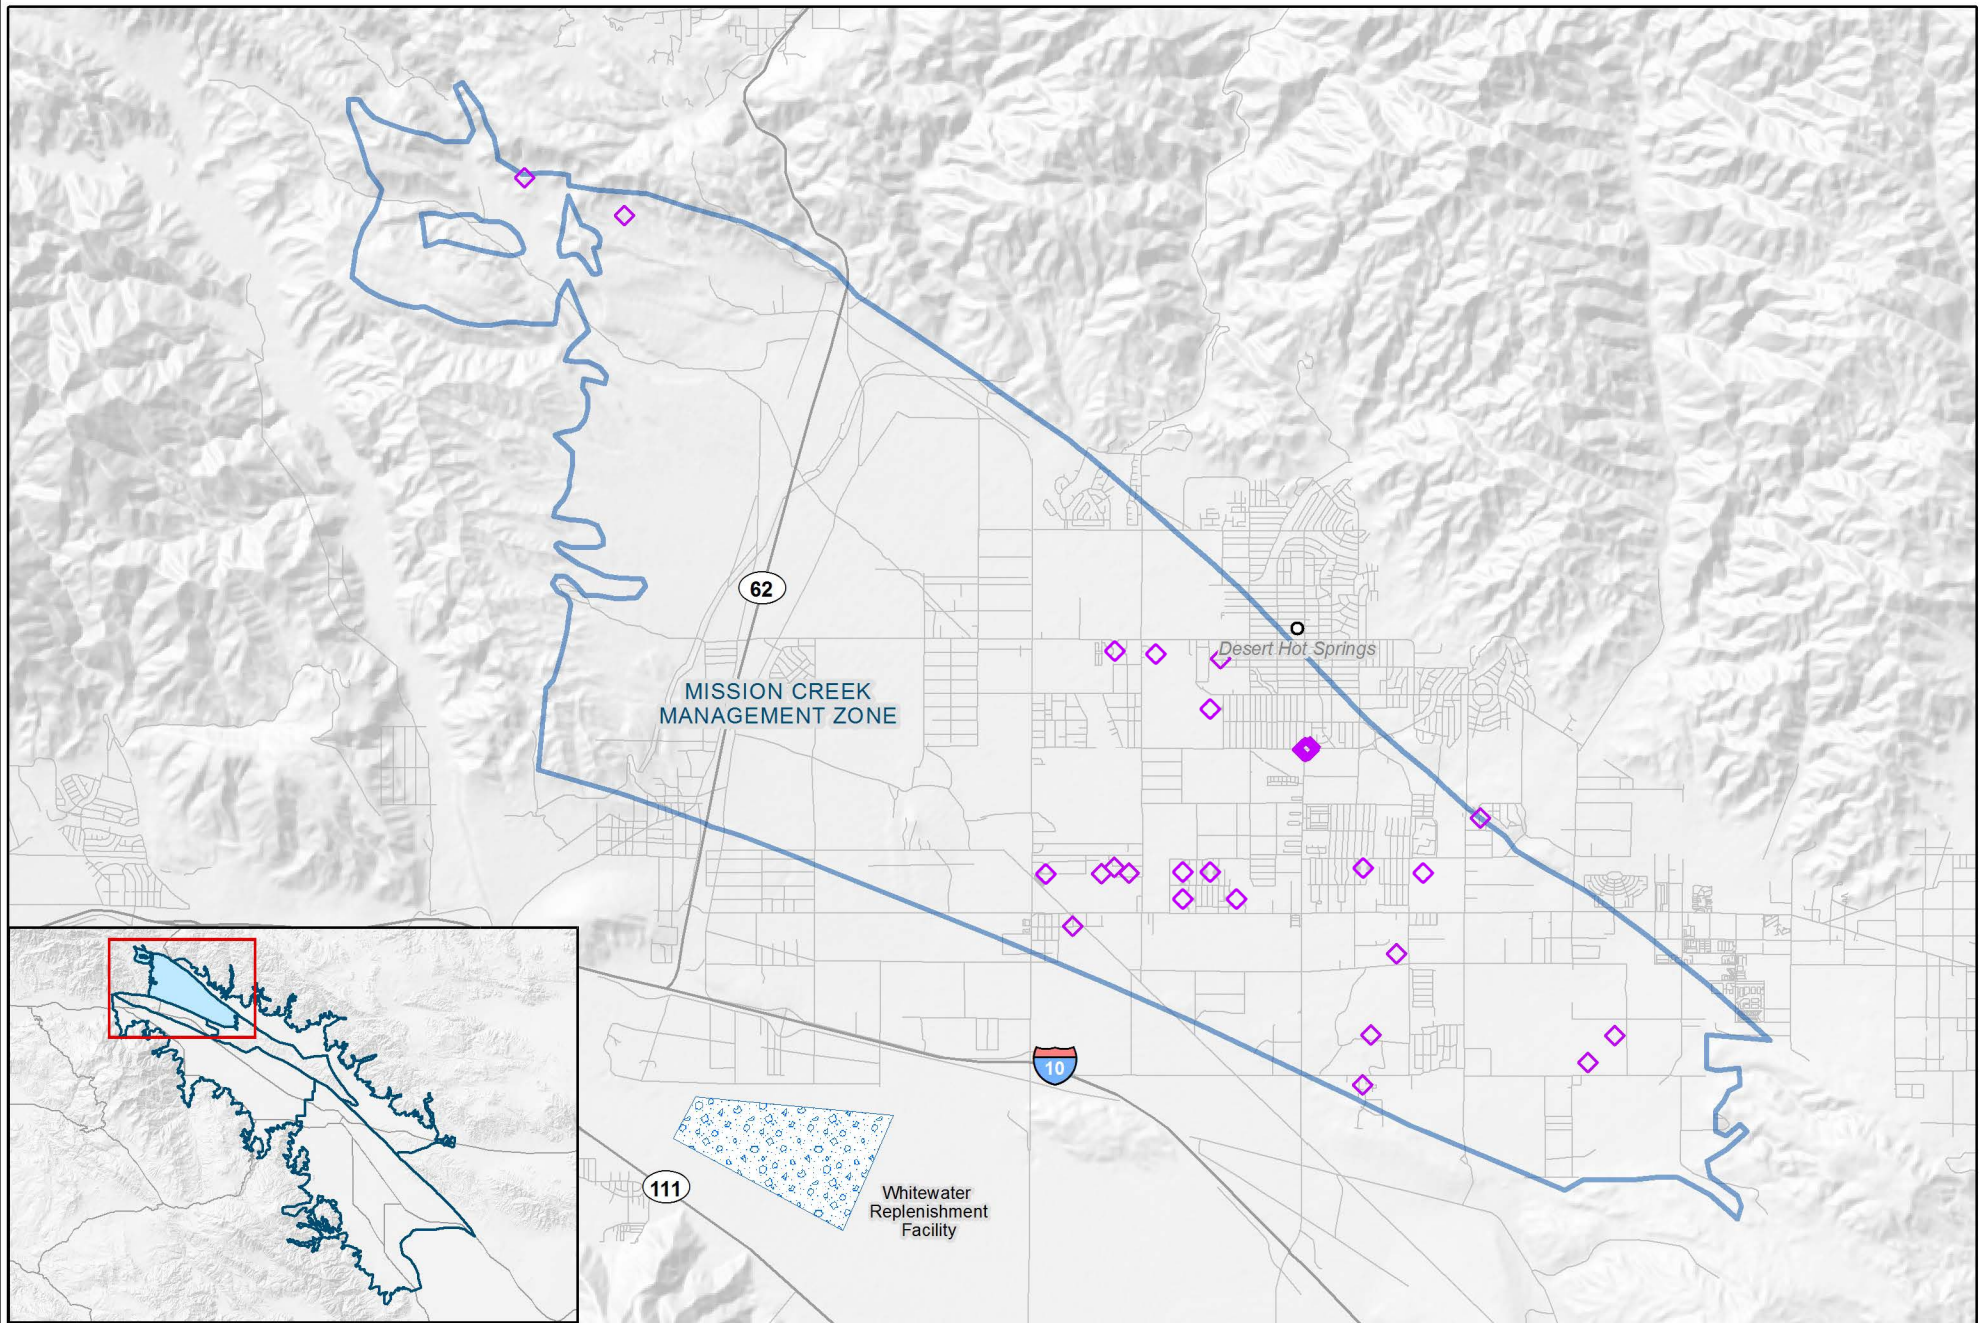 62
Desert Hot Springs
MISSION CREEK
MANAGEMENT ZONE
10
111
Whitewater
Replenishment
Facility